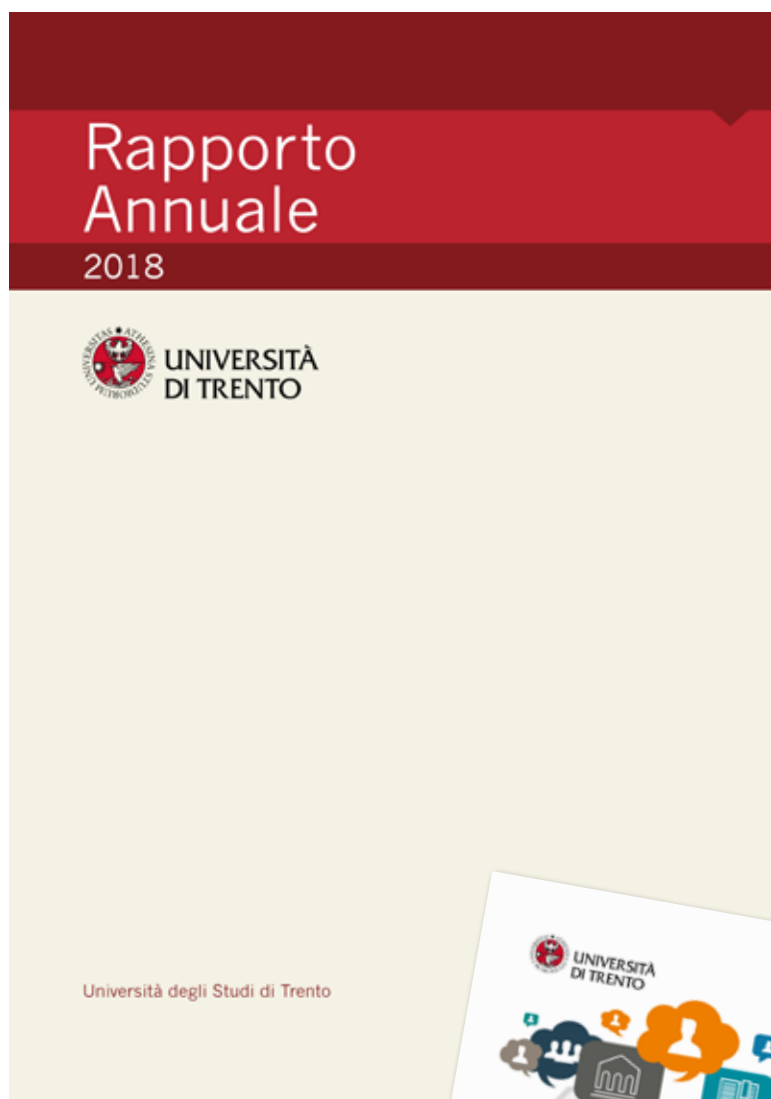 Rapporto
Annuale
2018
UNIVERSITÀ
DI TRENTO
Università degli Studi di Trento
UNIVERSITÀ
DI TRENTO